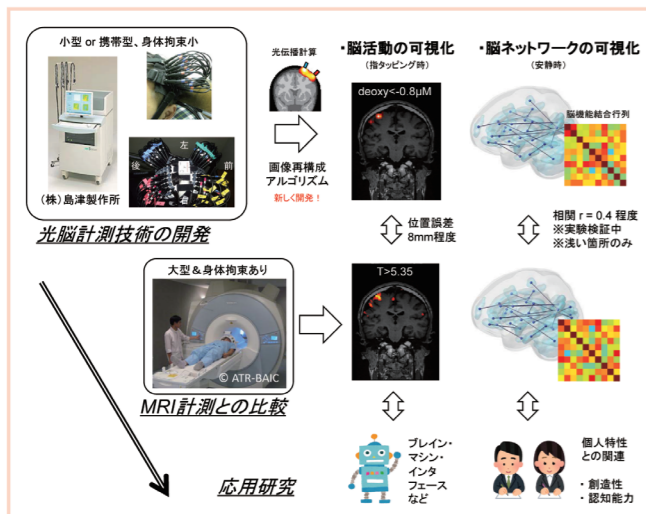 小型 or 携帯型、身体拘束小
後
左
前
右
(株)島津製作所
光脳計測技術の開発
光伝播計算
画像再構成
アルゴリズム
新しく開発！
・脳活動の可視化
(指タッピング時)
deoxy<-0.8μM
・脳ネットワークの可視化
(安静時)
脳機能結合行列
位置誤差
8mm程度
相関 r = 0.4 程度
※実験検証中
※浅い箇所のみ
大型＆身体拘束あり
© ATR-BAIC
MRI計測との比較
T>5.35
応用研究
ブレイン・
マシン・
インタ
フェース
など
個人特性
との関連
・創造性
・認知能力